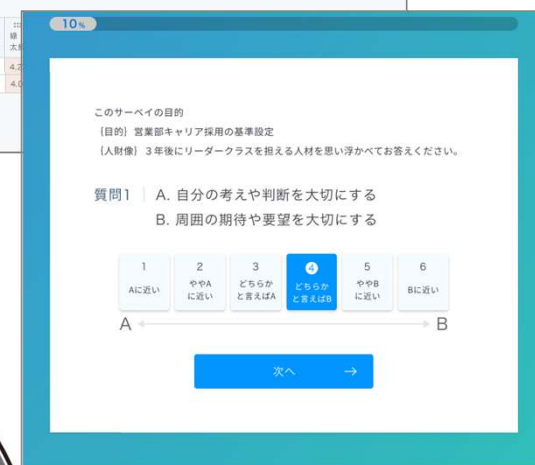 線
太
4.2
4.0
10%
このサーベイの目的
{目的} 営業部キャリア採用の基準設定
{人財像} 3年後にリーダークラスを担える人材を思い浮かべてお答えください。
質問1
A. 自分の考えや判断を大切にする
B. 周囲の期待や要望を大切にする
1 2 3 4 5 6
Aに近い ややAに近い どちらかと言えばA どちらかと言えばB ややBに近い Bに近い
A B
次へ →